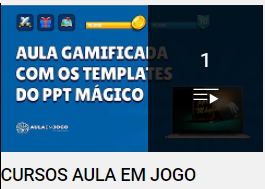 AULA GAMIFICADA
COM OS TEMPLATES
DO PPT MÁGICO
1
AULA EM JOGO
CURSOS AULA EM JOGO